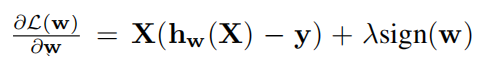 ∂ℒ(𝐰)/∂𝐰 = 𝐗(𝐡_𝐰(𝐗) − 𝐲) + λsign(𝐰)